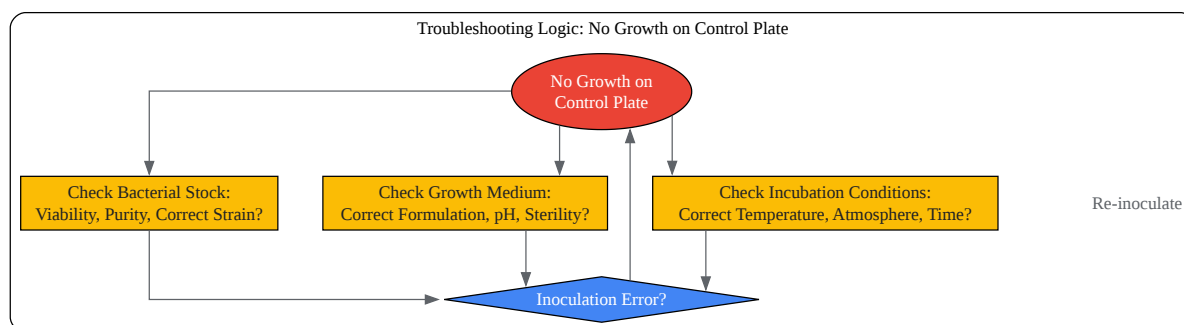 Troubleshooting Logic: No Growth on Control Plate
No Growth on
Control Plate
Check Bacterial Stock:
Viability, Purity, Correct Strain?
Check Growth Medium:
Correct Formulation, pH, Sterility?
Check Incubation Conditions:
Correct Temperature, Atmosphere, Time?
Re-inoculate
Inoculation Error?